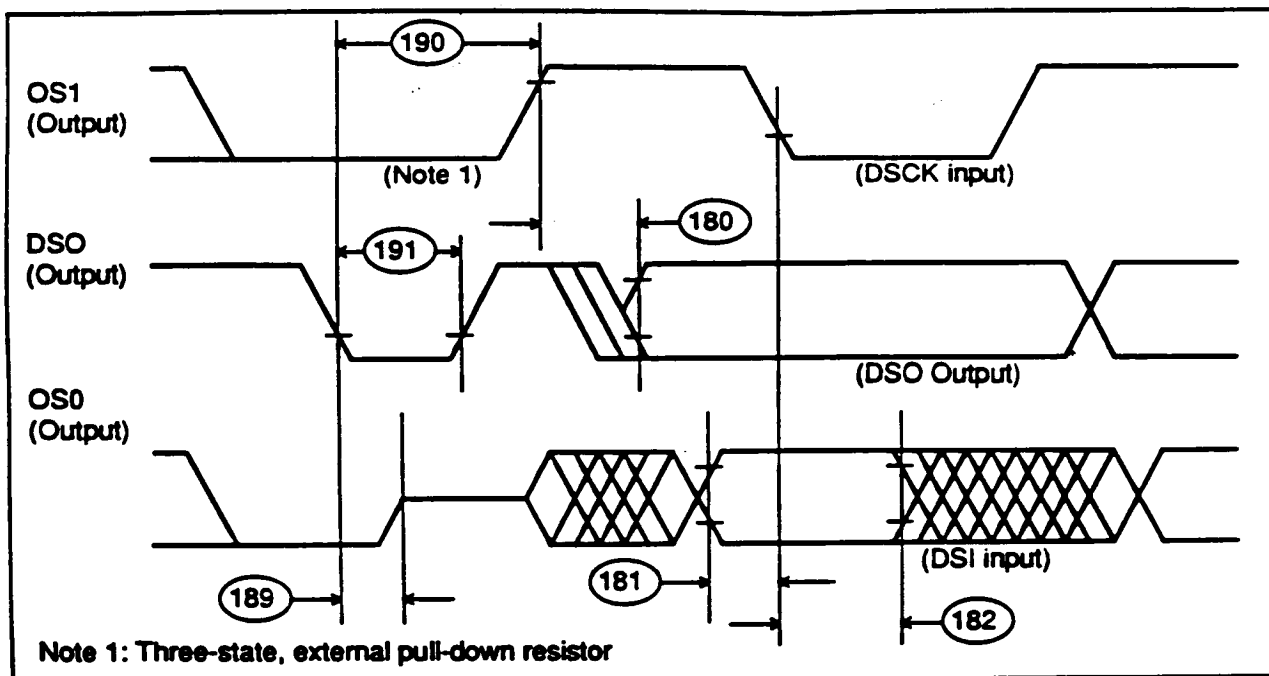 190
OS1
(Output)
(Note 1)
(DSCK input)
180
DSO
(Output)
191
(DSO Output)
OS0
(Output)
(DSI input)
189
181
182
Note 1: Three-state, external pull-down resistor